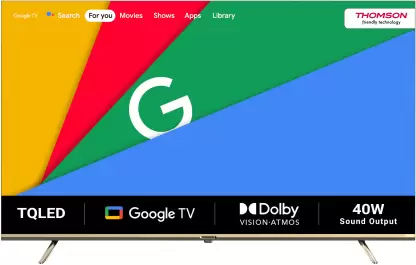 Google TV Search For you Movies Shows Apps Library
THOMSON
friendly technology
G
TQLED
Google TV
Dolby
VISION·ATMOS
40W
Sound Output